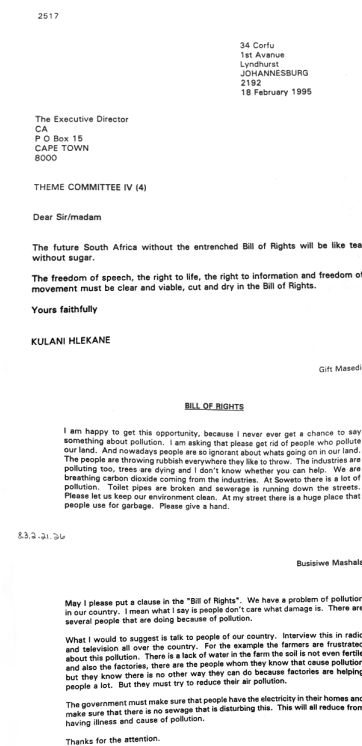 2517
34 Corfu
1st Avanue
Lyndhurst
JOHANNESBURG
2192
18 February 1995
The Executive Director
CA
P O Box 15
CAPE TOWN
8000
THEME COMMITTEE IV (4)
Dear Sir/madam
The future South Africa without the entrenched Bill of Rights will be like tea
without sugar.
The freedom of speech, the right to life, the right to information and freedom of
movement must be clear and viable, cut and dry in the Bill of Rights.
Yours faithfully
KULANI HLEKANE
Gift Masedi
BILL OF RIGHTS
I am happy to get this opportunity, because I never ever get a chance to say
something about pollution. I am asking that please get rid of people who pollute
our land. And nowadays people are so ignorant about whats going on in our land.
The people are throwing rubbish everywhere they like to throw. The industries are
polluting too, trees are dying and I don't know whether you can help. We are
breathing carbon dioxide coming from the industries. At Soweto there is a lot of
pollution. Toilet pipes are broken and sewerage is running down the streets.
Please let us keep our environment clean. At my street there is a huge place that
people use for garbage. Please give a hand.
Busisiwe Mashala
May I please put a clause in the "Bill of Rights". We have a problem of pollution
in our country. I mean what I say is people don't care what damage is. There are
several people that are doing because of pollution.
What I would to suggest is talk to people of our country. Interview this in radio
and television all over the country. For the example the farmers are frustrated
about this pollution. There is a lack of water in the farm the soil is not even fertile
and also the factories, there are the people whom they know that cause pollution
but they know there is no other way they can do because factories are helping
people a lot. But they must try to reduce their air pollution.
The government must make sure that people have the electricity in their homes and
make sure that there is no sewage that is disturbing this. This will all reduce from
having illness and cause of pollution.
Thanks for the attention.